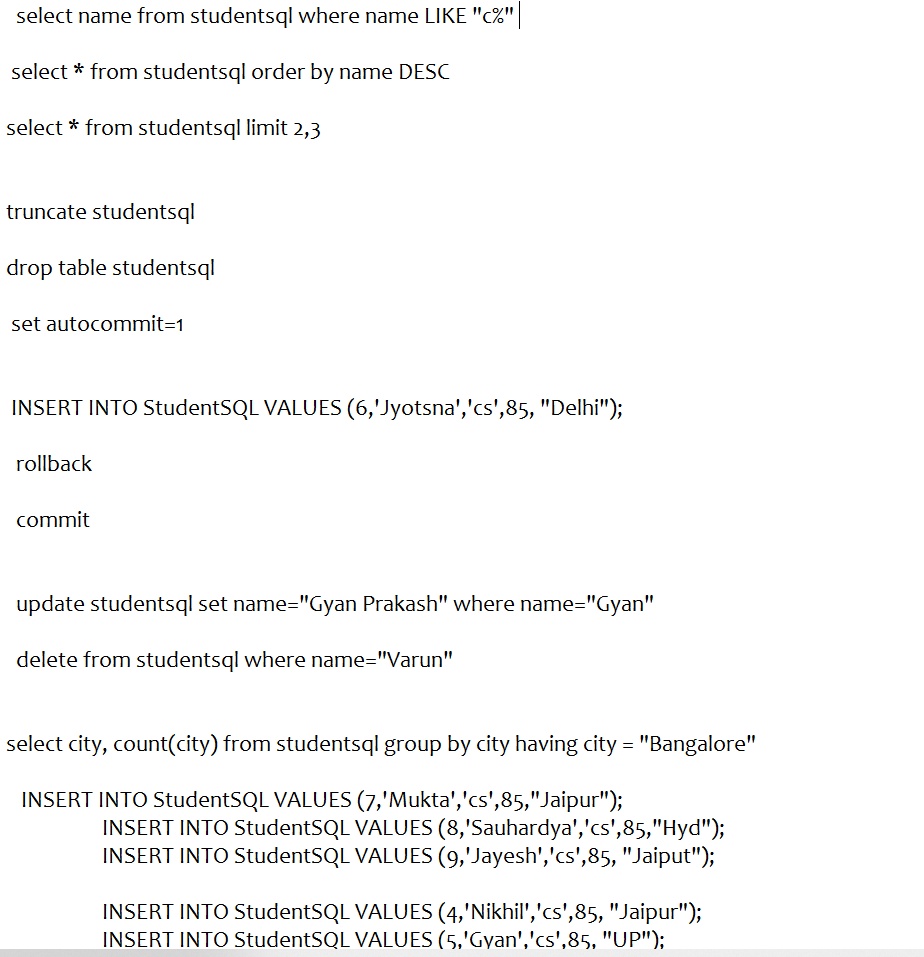 select name from studentsql where name LIKE "c%"
select * from studentsql order by name DESC
select * from studentsql limit 2,3
truncate studentsql
drop table studentsql
set autocommit=1
INSERT INTO StudentSQL VALUES (6,'Jyotsna','cs',85, "Delhi");
rollback
commit
update studentsql set name="Gyan Prakash" where name="Gyan"
delete from studentsql where name="Varun"
select city, count(city) from studentsql group by city having city = "Bangalore"
INSERT INTO StudentSQL VALUES (7,'Mukta','cs',85,"Jaipur");
INSERT INTO StudentSQL VALUES (8,'Sauhardya','cs',85,"Hyd");
INSERT INTO StudentSQL VALUES (9,'Jayesh','cs',85, "Jaiput");
INSERT INTO StudentSQL VALUES (4,'Nikhil','cs',85, "Jaipur");
INSERT INTO StudentSQL VALUES (5,'Gyan','cs',85, "UP");